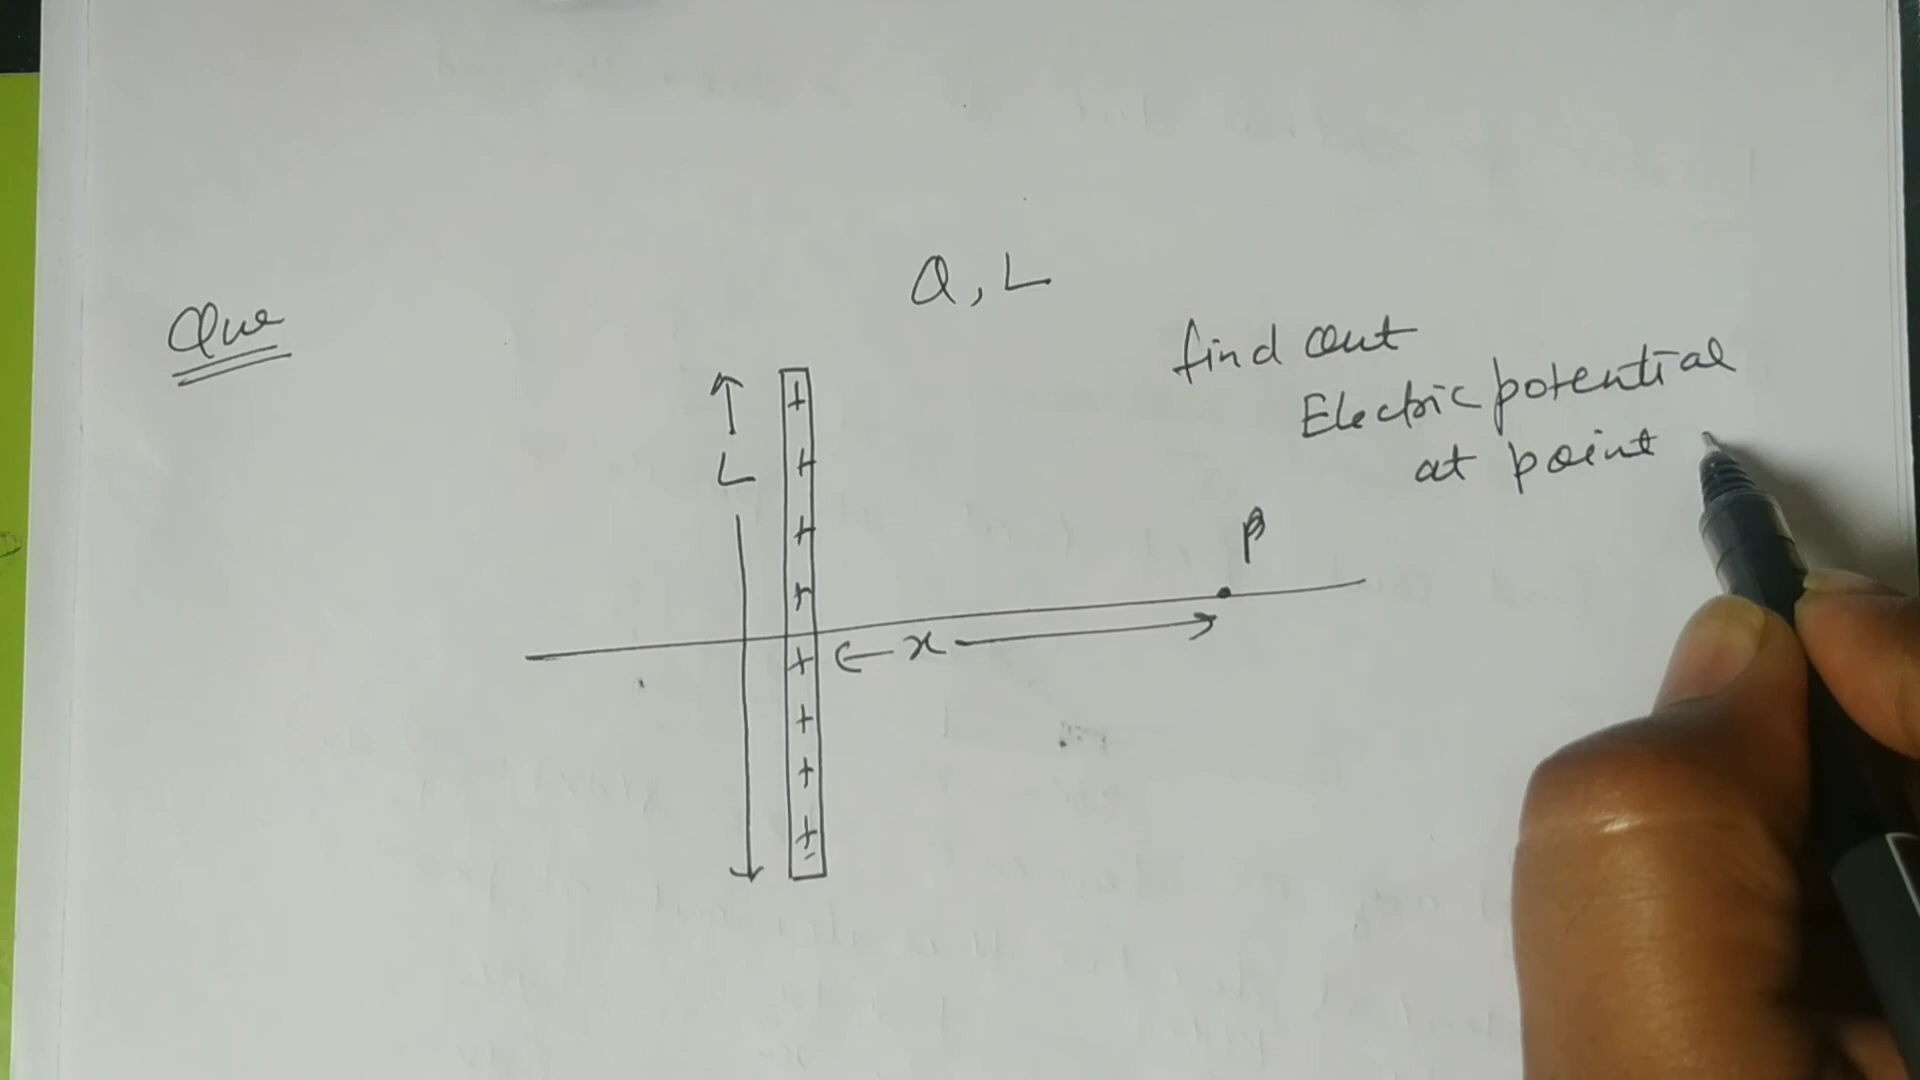 Que
Q, L
find out
Electric potential
at point
L
P
x
+
+
+
+
+
+
+
+